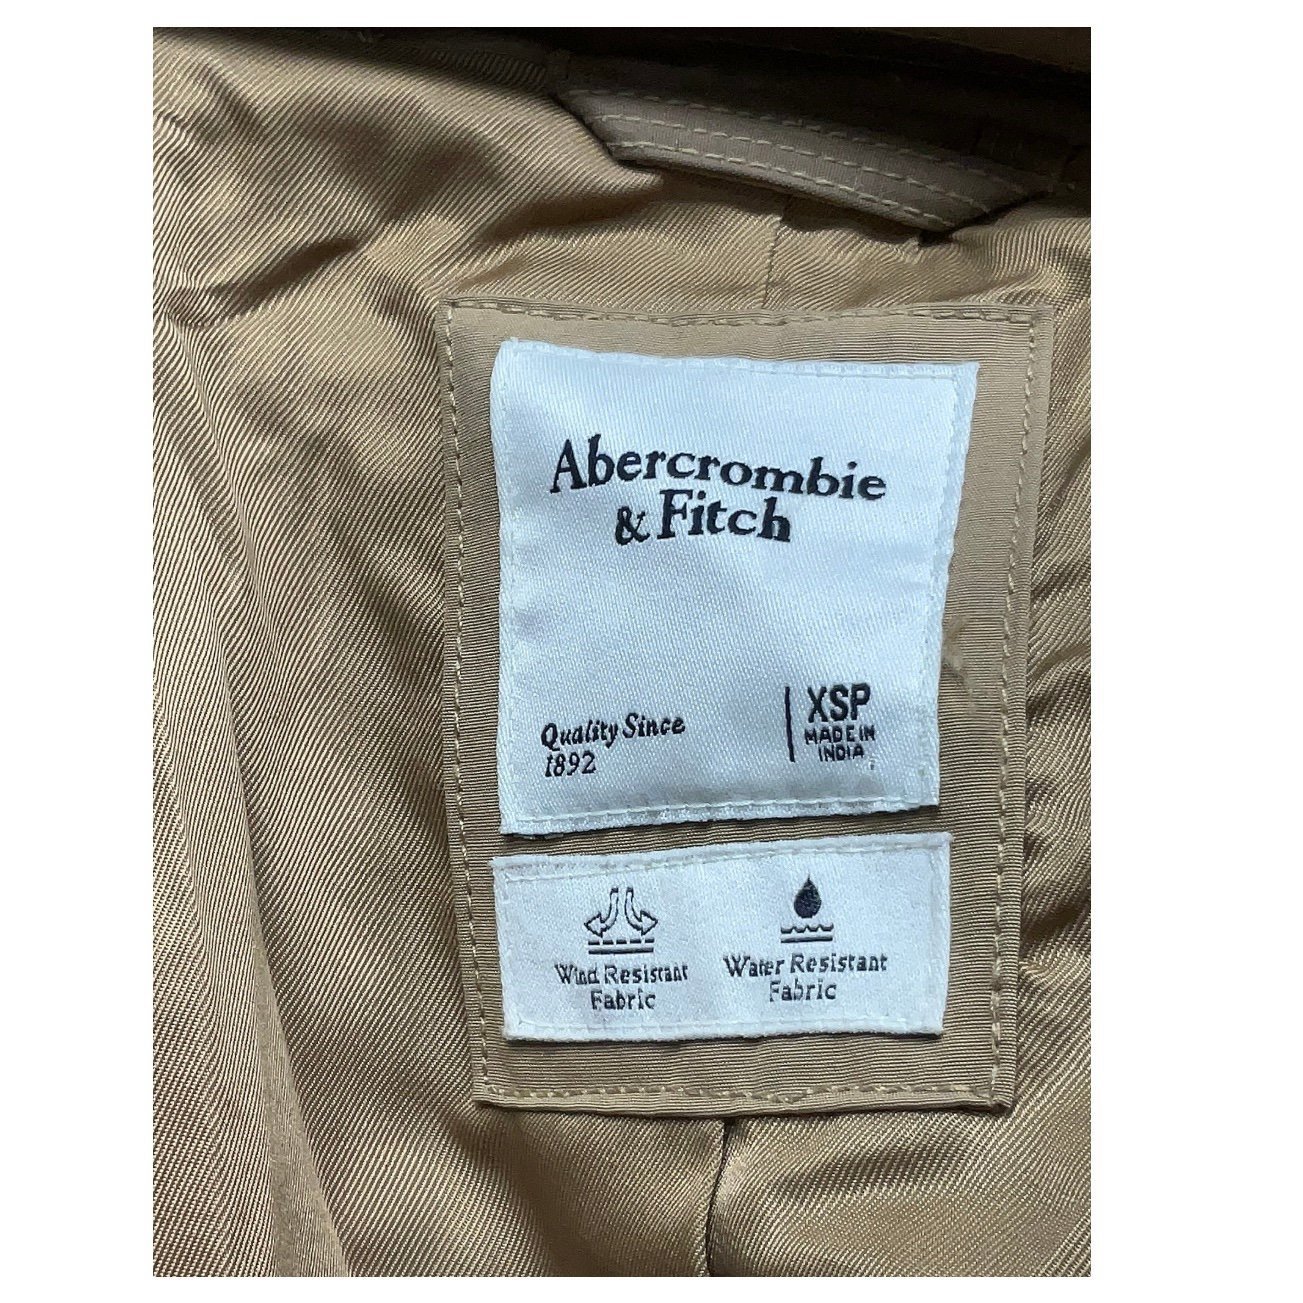 Abercrombie
& Fitch
Quality Since
1892
XSP
MADE IN
INDIA
Wind Resistant
Fabric
Water Resistant
Fabric